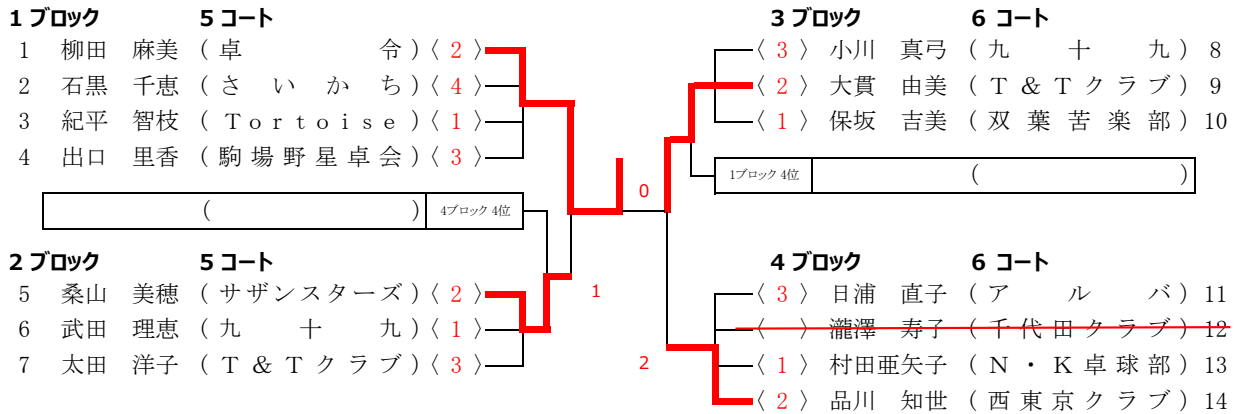 1 ブロック 5 コート
1 柳田 麻美 ( 卓 令 ) 〈 2 〉
2 石黒 千恵 ( さ い か ち ) 〈 4 〉
3 紀平 智枝 ( T o r t o i s e ) 〈 1 〉
4 出口 里香 ( 駒 場 野 星 卓 会 ) 〈 3 〉
( ) 4ブロック 4位
2 ブロック 5 コート
5 桑山 美穂 ( サ ザ ン ス タ ー ズ ) 〈 2 〉
6 武田 理恵 ( 九 十 九 ) 〈 1 〉
7 太田 洋子 ( T & T ク ラ ブ ) 〈 3 〉
0
1
2
3 ブロック 6 コート
〈 3 〉 小川 真弓 ( 九 十 九 ) 8
〈 2 〉 大貫 由美 ( T & T ク ラ ブ ) 9
〈 1 〉 保坂 吉美 ( 双 葉 苦 楽 部 ) 10
1ブロック 4位 ( )
4 ブロック 6 コート
〈 3 〉 日浦 直子 ( ア ル バ ) 11
〈 〉 瀧澤 寿子 ( 千 代 田 ク ラ ブ ) 12
〈 1 〉 村田亜矢子 ( N ・ K 卓 球 部 ) 13
〈 2 〉 品川 知世 ( 西 東 京 ク ラ ブ ) 14